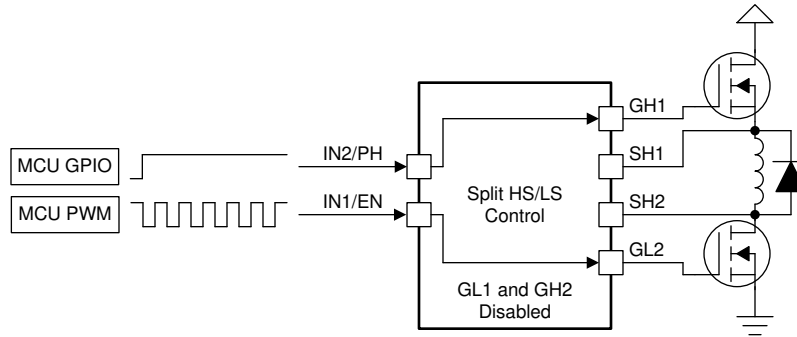 GH1
IN2/PH
MCU GPIO
SH1
Split HS/LS
Control
MCU PWM
IN1/EN
SH2
GL2
GL1 and GH2
Disabled